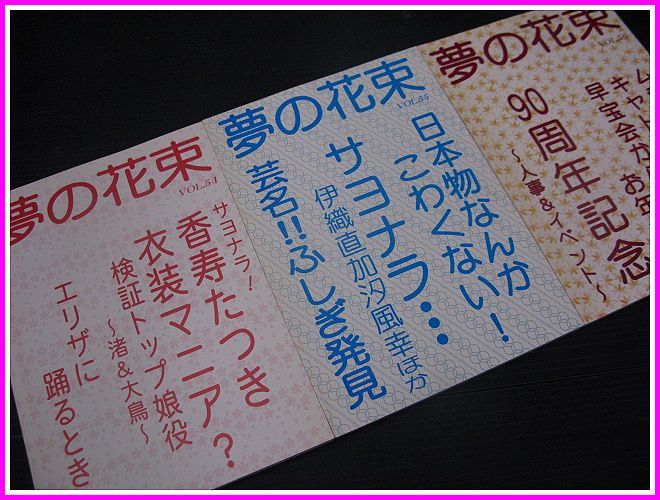 夢の花束
VOL.54
サヨナラ!
香寿たつき
衣装マニア?
検証トップ娘役
〜渚&大鳥〜
エリザに
踊るとき
夢の花束
VOL.55
日本物なんか
こわくない!
サヨナラ…
伊織直加汐風幸ほか
芸名!!ふしぎ発見
夢の花束
早宝会が
90周年記念
〜人事&イベント〜